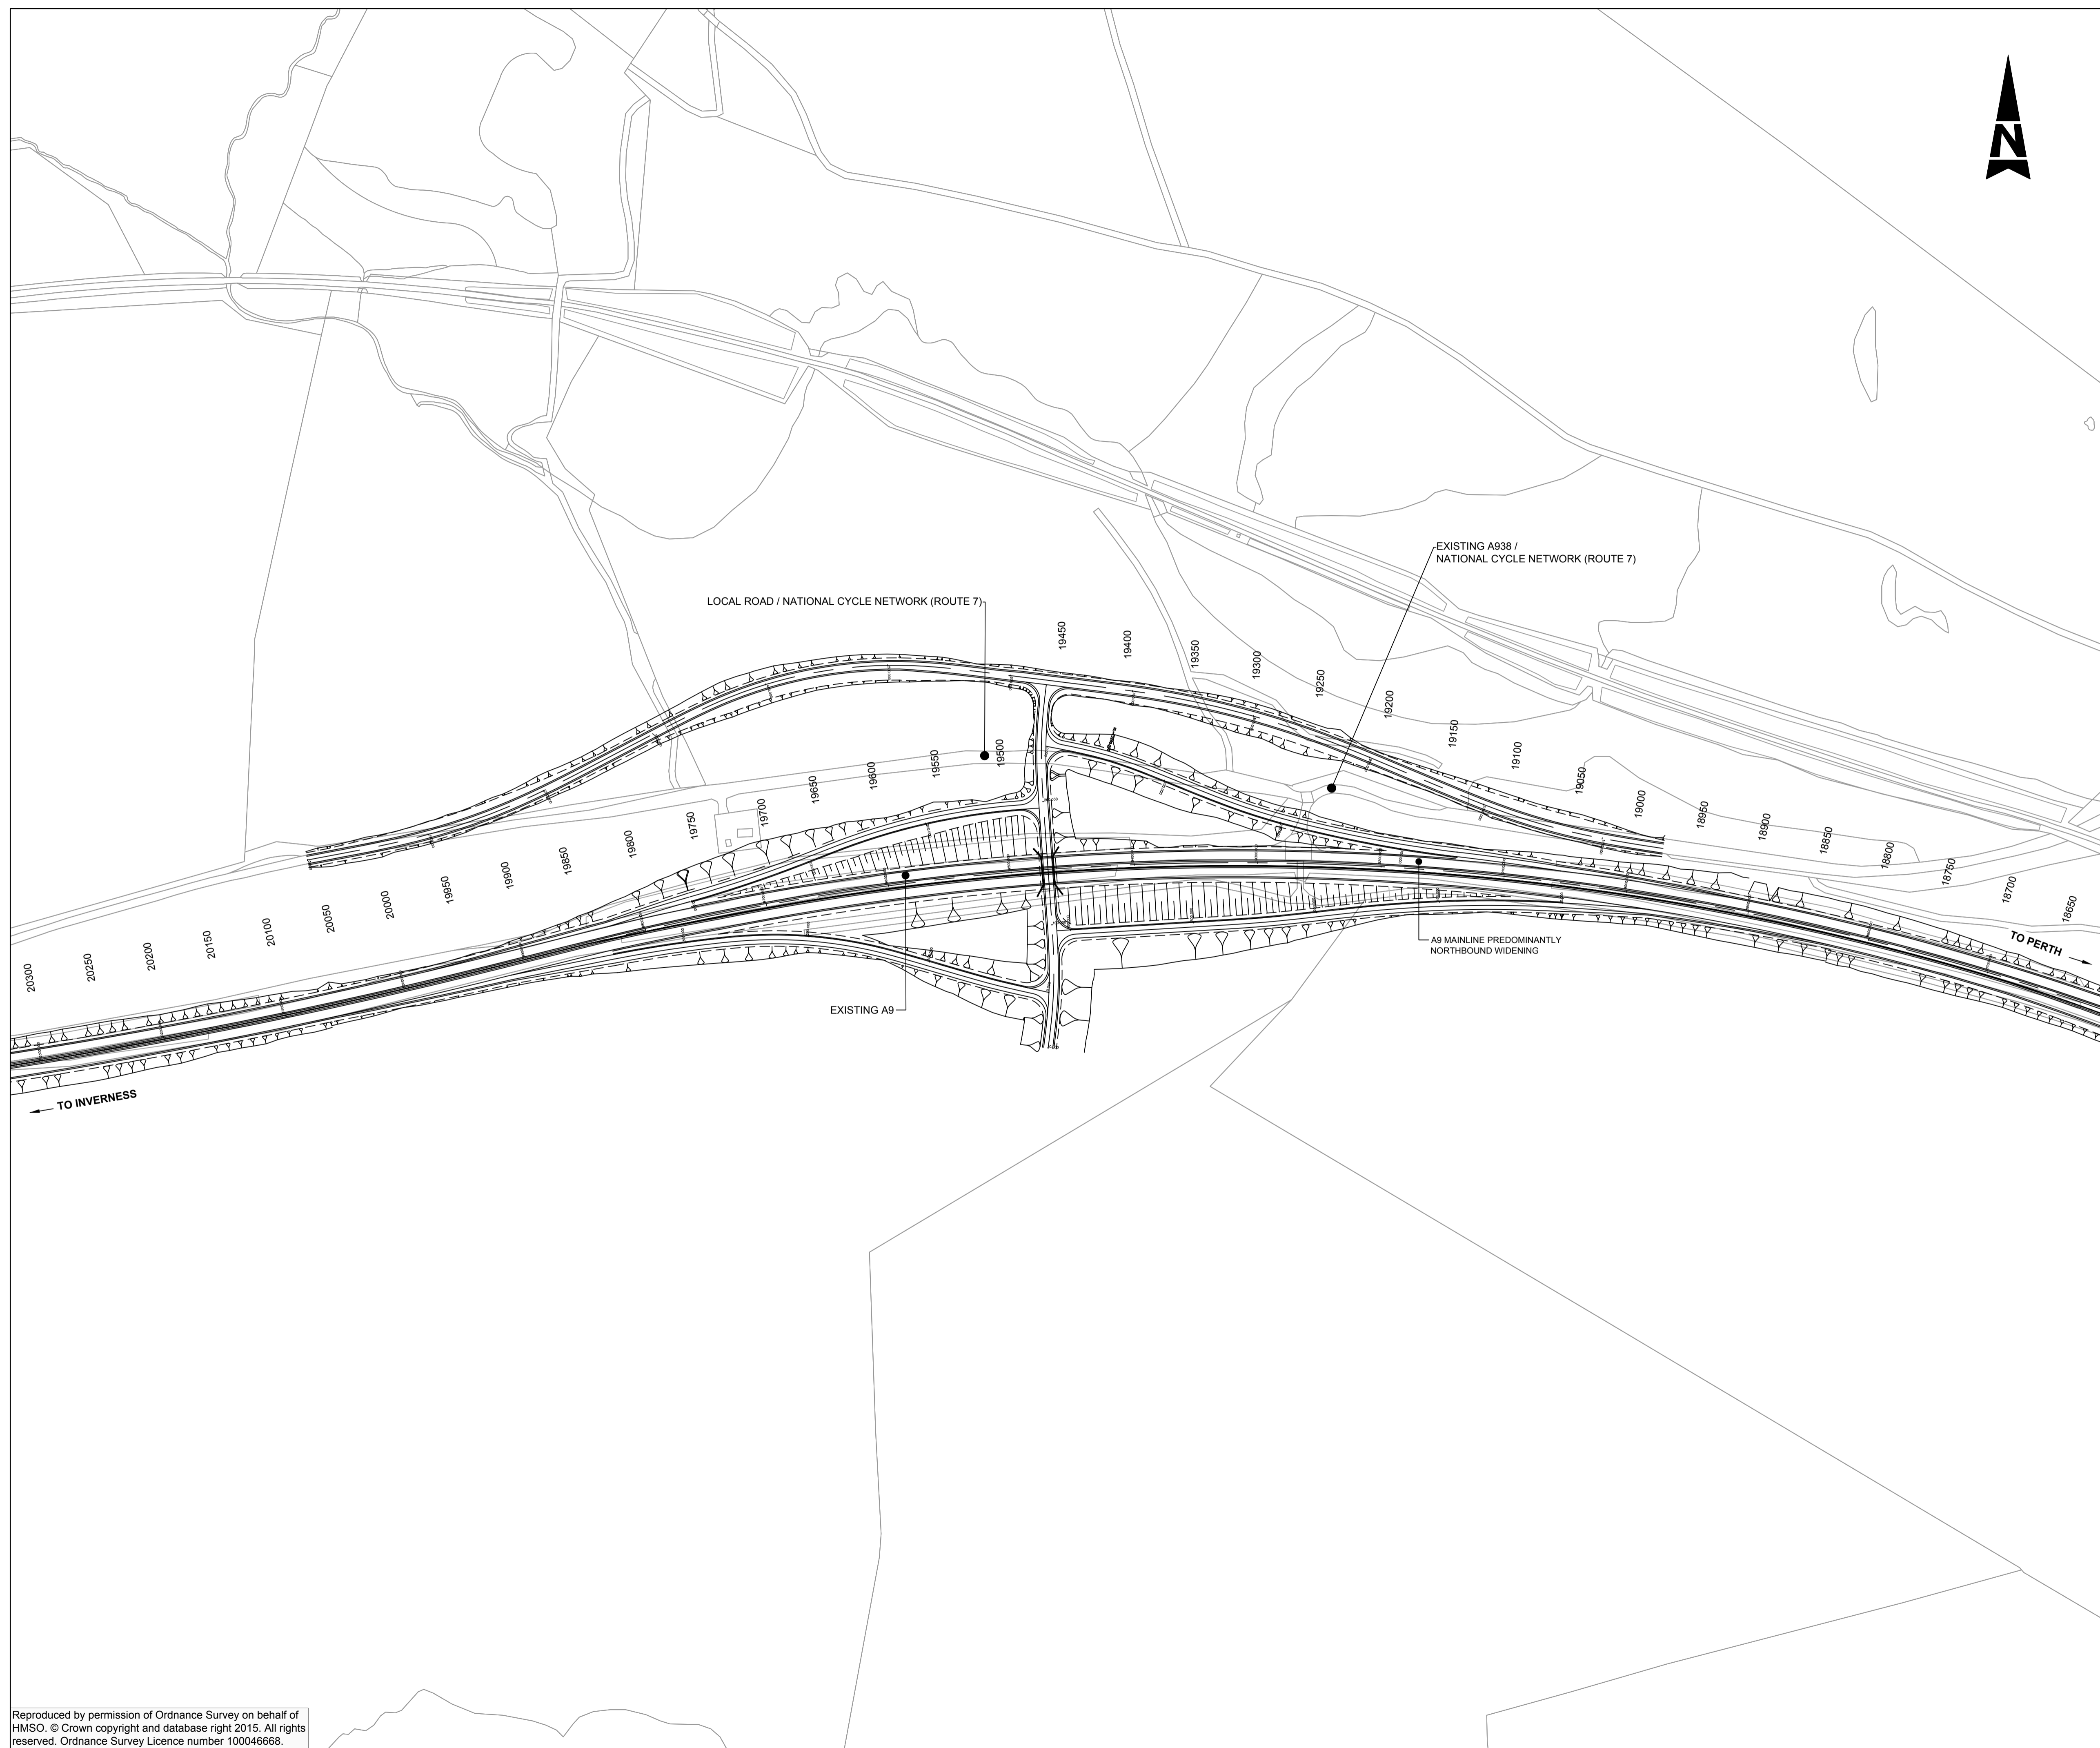 N
EXISTING A938 /
NATIONAL CYCLE NETWORK (ROUTE 7)
LOCAL ROAD / NATIONAL CYCLE NETWORK (ROUTE 7)
19450
19400
19350
19300
19250
19200
19150
19100
19050
19000
18950
18900
18850
18800
18750
18700
18650
19500
19550
19600
19650
19700
19750
19800
19850
19900
19950
20000
20050
20100
20150
20200
20250
20300
TO PERTH
A9 MAINLINE PREDOMINANTLY
NORTHBOUND WIDENING
EXISTING A9
TO INVERNESS
Reproduced by permission of Ordnance Survey on behalf of
HMSO. © Crown copyright and database right 2015. All rights
reserved. Ordnance Survey Licence number 100046668.